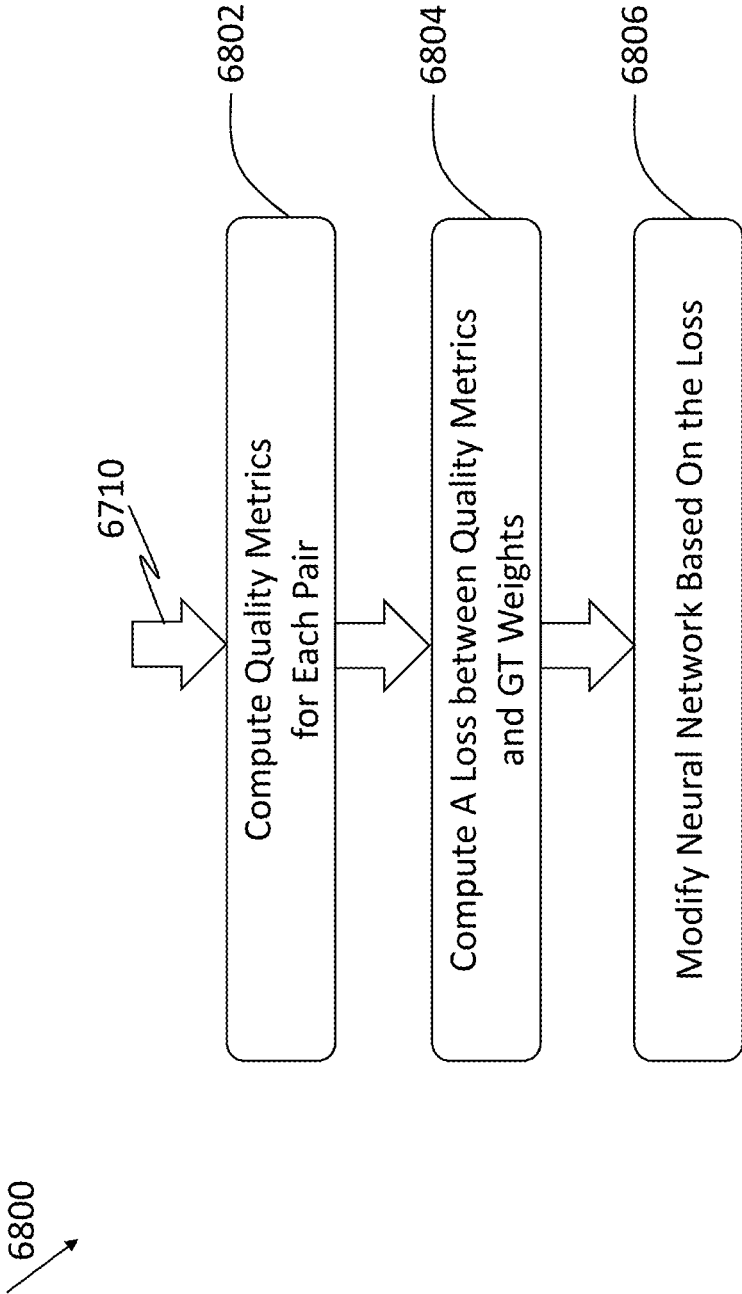 6800
6710
Compute Quality Metrics
for Each Pair
6802
Compute A Loss between Quality Metrics
and GT Weights
6804
Modify Neural Network Based On the Loss
6806